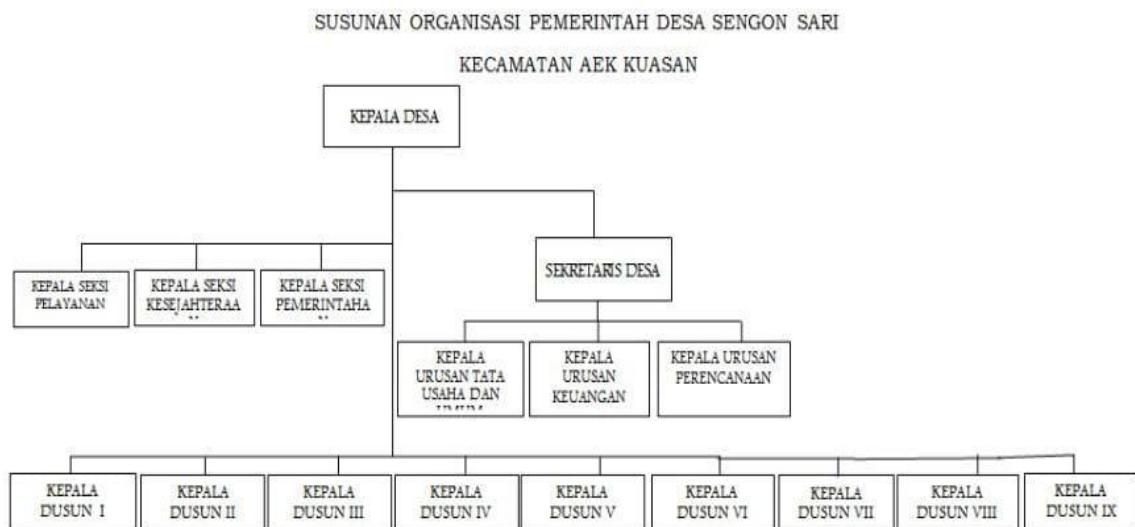 SUSUNAN ORGANISASI PEMERINTAH DESA SENGON SARI
KECAMATAN AEK KUASAN
KEPALA DESA
KEPALA SEKSI
PELAYANAN
KEPALA SEKSI
KESEJAHTERAA
KEPALA SEKSI
PEMERINTAHA
SEKRETARIS DESA
KEPALA
URUSAN TATA
USAHA DAN
KEPALA
URUSAN
KEUANGAN
KEPALA URUSAN
PERENCANAAN
KEPALA
DUSUN I
KEPALA
DUSUN II
KEPALA
DUSUN III
KEPALA
DUSUN IV
KEPALA
DUSUN V
KEPALA
DUSUN VI
KEPALA
DUSUN VII
KEPALA
DUSUN VIII
KEPALA
DUSUN IX